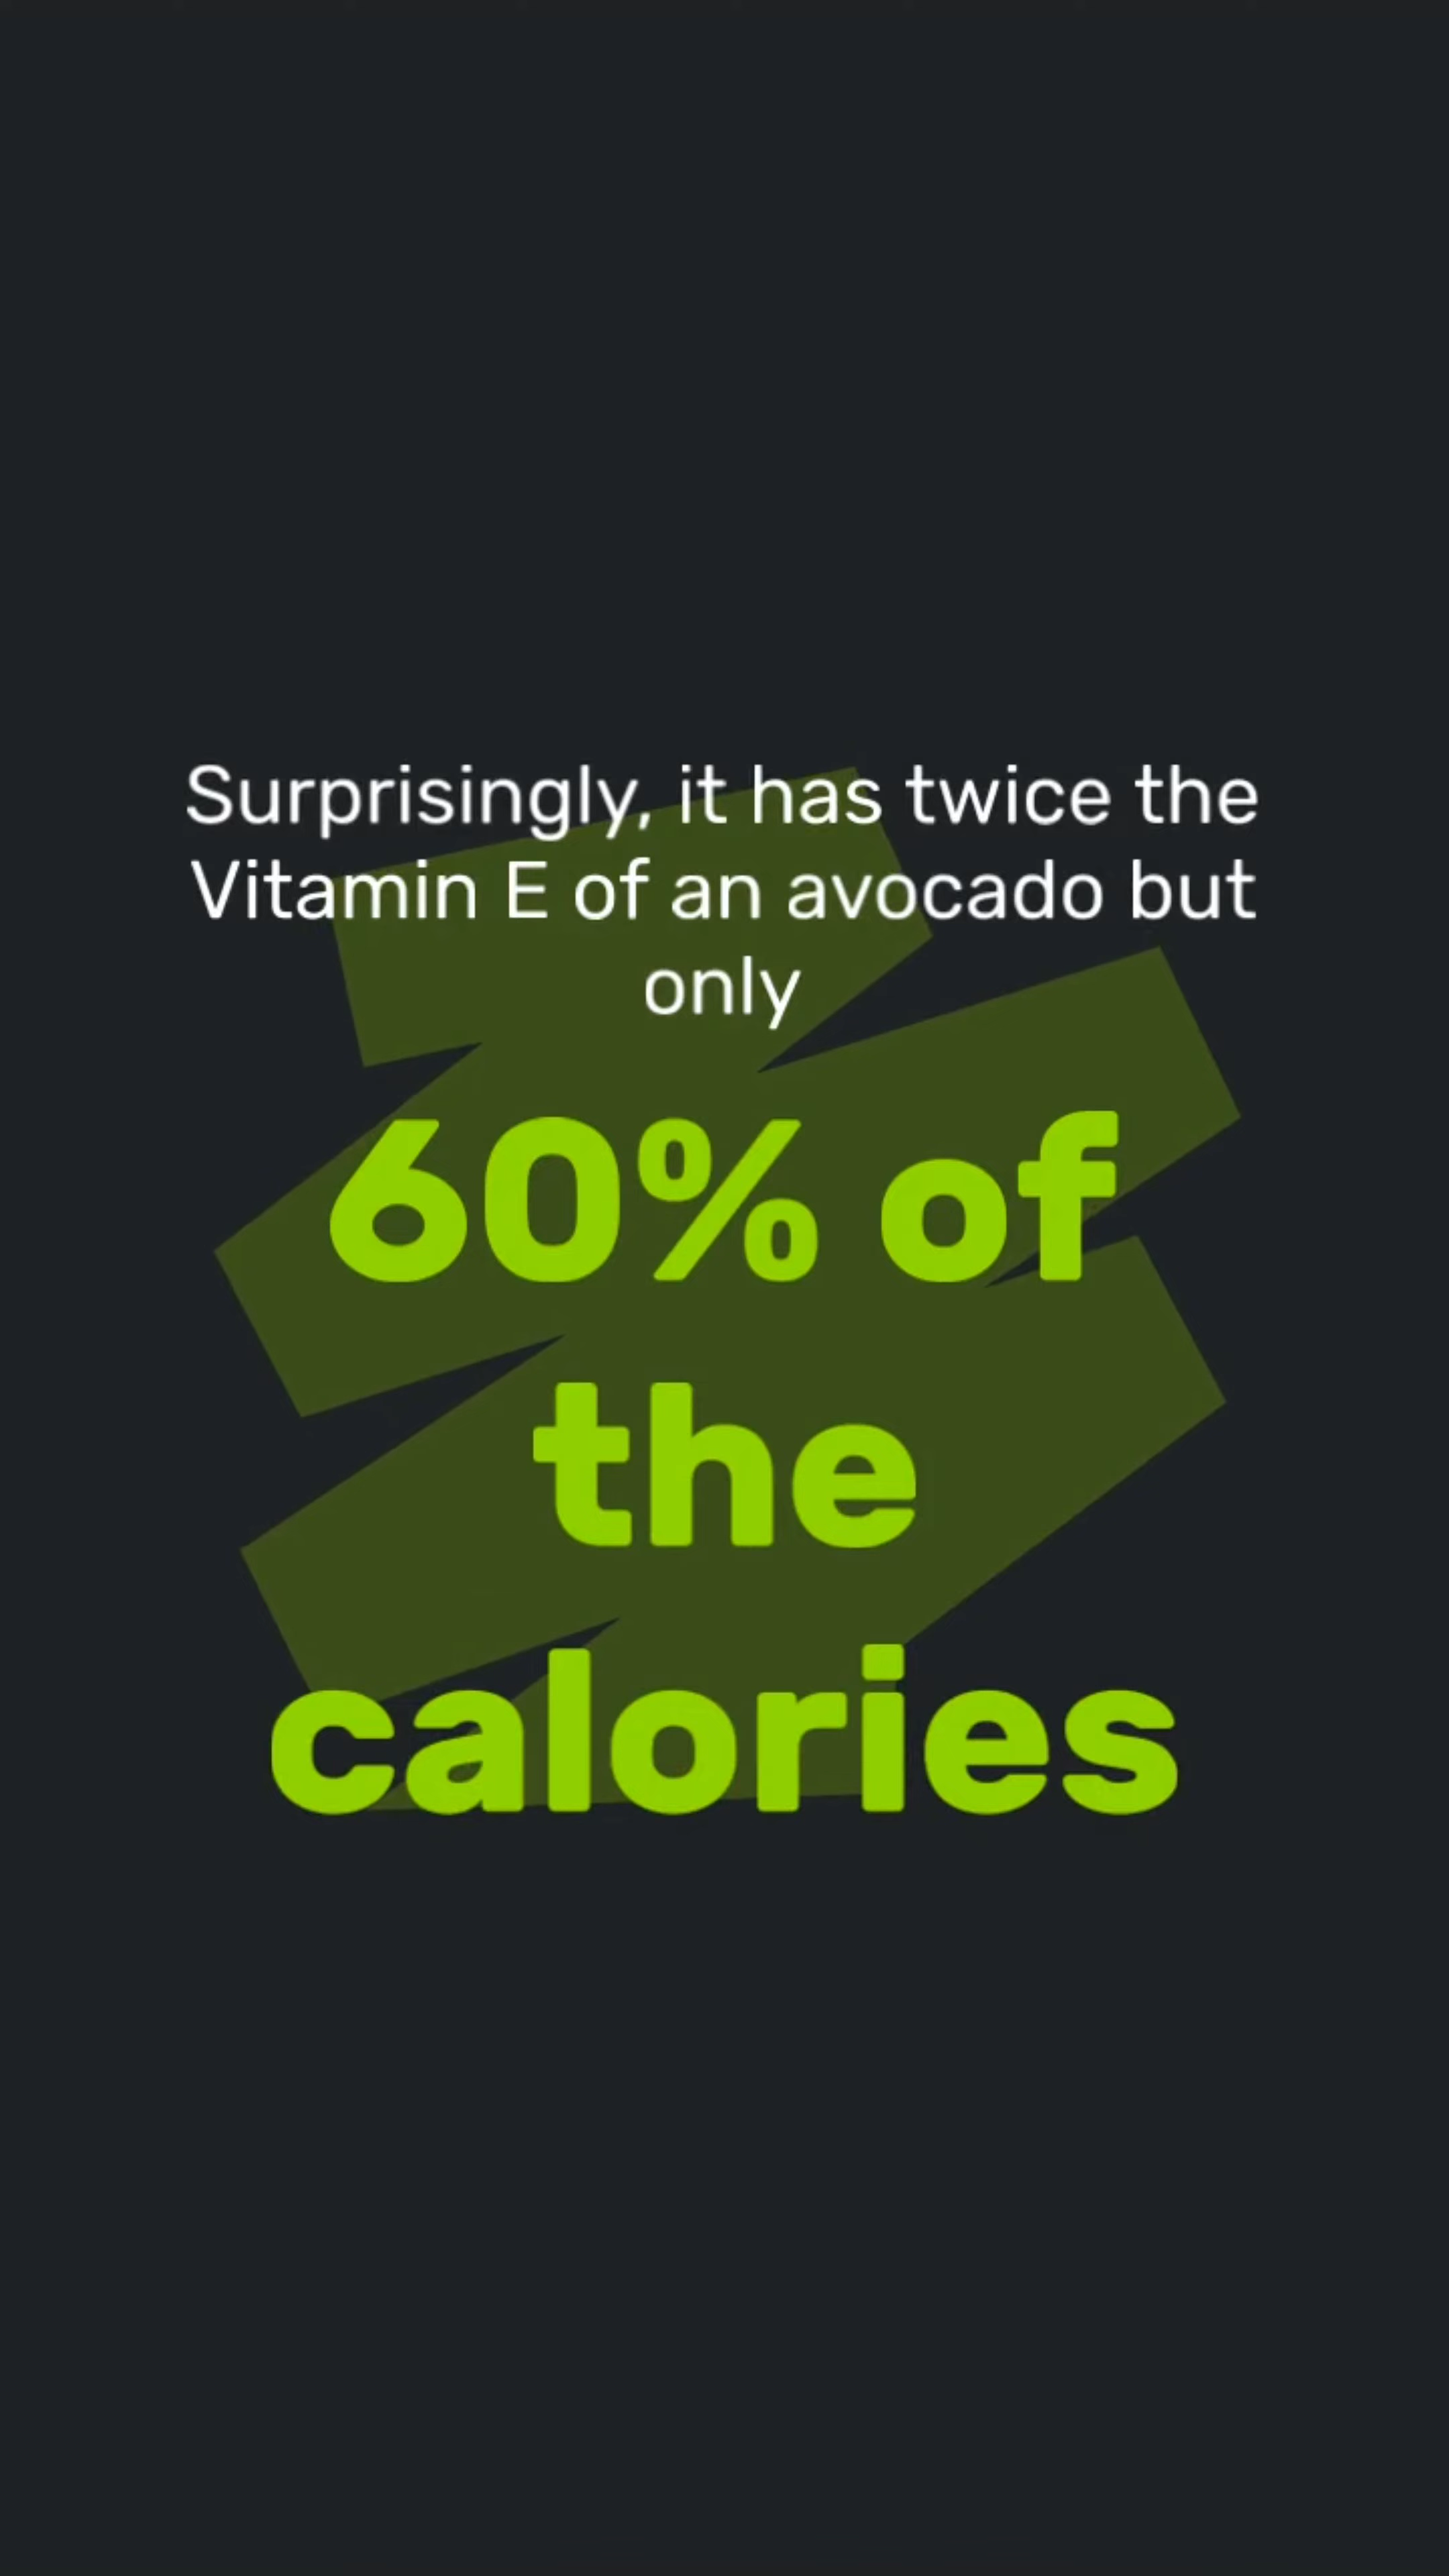 Surprisingly, it has twice the
Vitamin E of an avocado but
only
60% of
the
calories